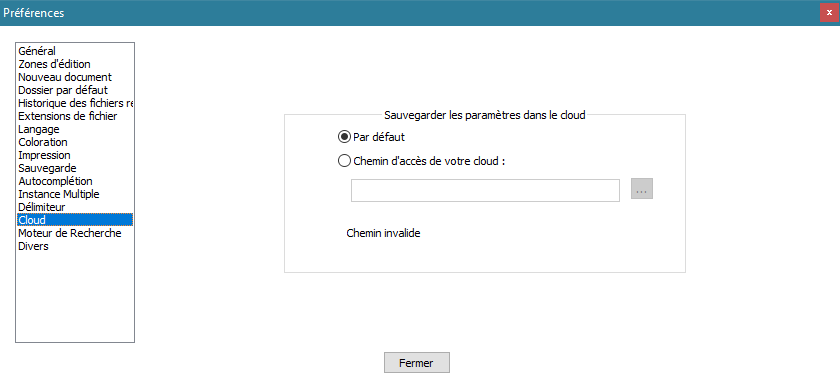 Préférences
x
Général
Zones d'édition
Nouveau document
Dossier par défaut
Historique des fichiers re
Extensions de fichier
Langage
Coloration
Impression
Sauvegarde
Autocomplétion
Instance Multiple
Délimiteur
Cloud
Moteur de Recherche
Divers
Sauvegarder les paramètres dans le cloud
Par défaut
Chemin d'accès de votre cloud :
...
Chemin invalide
Fermer